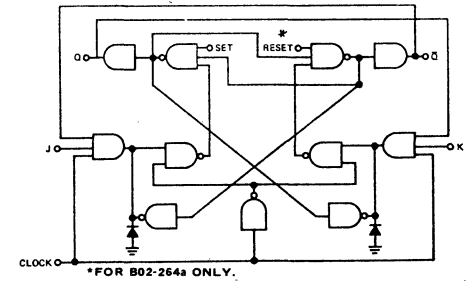 *
SET
RESET
Q
Q̄
J
K
CLOCK
*FOR B02-264a ONLY.